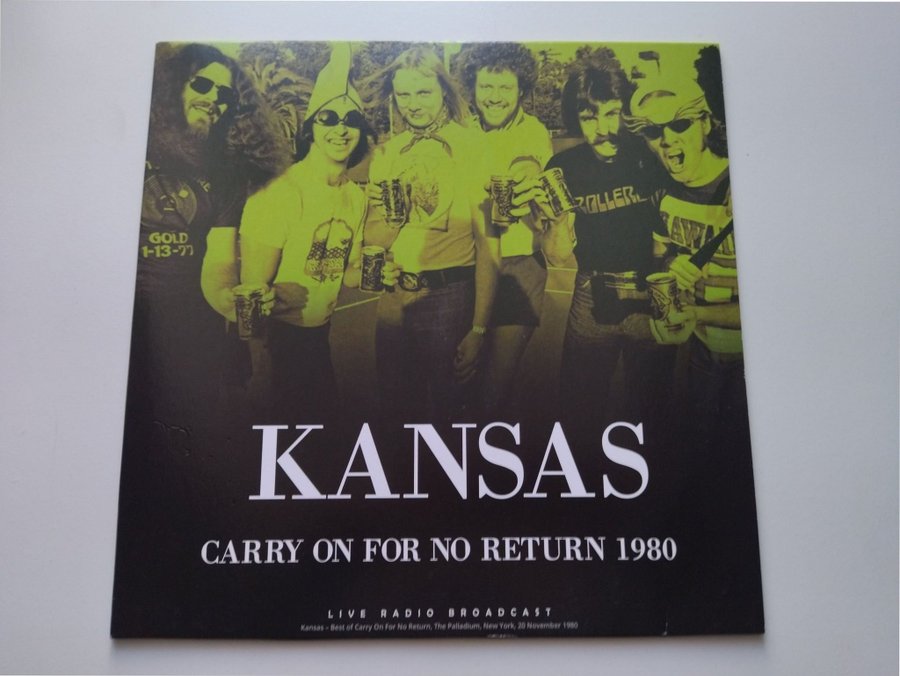 GOLD
1-13-77
ROLLER
KANSAS
CARRY ON FOR NO RETURN 1980
LIVE RADIO BROADCAST
Kansas – Best of Carry On For No Return, The Palladium, New York, 20 November 1980